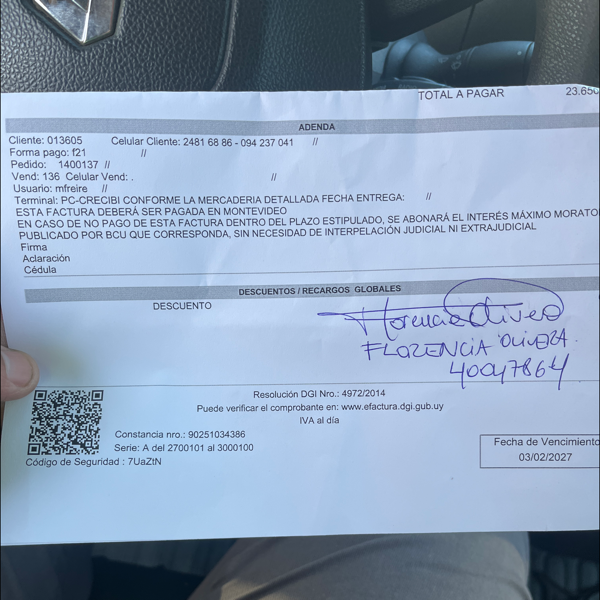 TOTAL A PAGAR 23.650
ADENDA
Cliente: 013605 Celular Cliente: 2481 68 86 - 094 237 041 //
Forma pago: f21 //
Pedido: 1400137 //
Vend: 136 Celular Vend: . //
Usuario: mfreire //
Terminal: PC-CRECIBI CONFORME LA MERCADERIA DETALLADA FECHA ENTREGA: //
ESTA FACTURA DEBERÁ SER PAGADA EN MONTEVIDEO
EN CASO DE NO PAGO DE ESTA FACTURA DENTRO DEL PLAZO ESTIPULADO, SE ABONARÁ EL INTERÉS MÁXIMO MORATO
PUBLICADO POR BCU QUE CORRESPONDA, SIN NECESIDAD DE INTERPELACIÓN JUDICIAL NI EXTRAJUDICIAL
Firma
Aclaración
Cédula
DESCUENTOS / RECARGOS GLOBALES
DESCUENTO
Florencia Olivera
FLORENCIA OLIVERA
40047864
Resolución DGI Nro.: 4972/2014
Puede verificar el comprobante en: www.efactura.dgi.gub.uy
IVA al día
Constancia nro.: 90251034386
Serie: A del 2700101 al 3000100
Código de Seguridad : 7UaZtN
Fecha de Vencimiento
03/02/2027